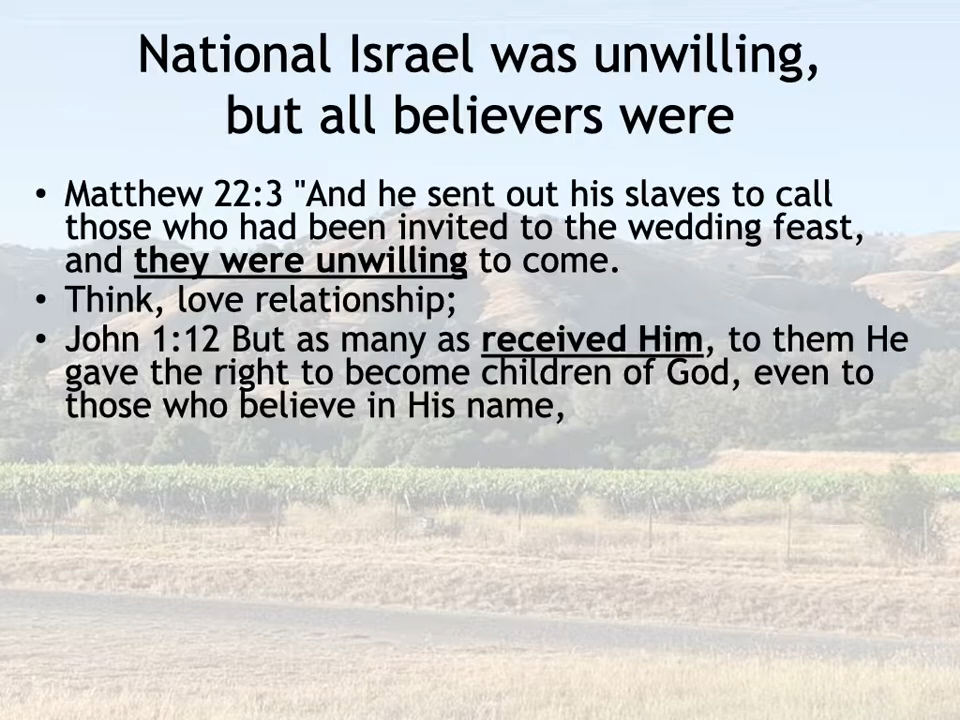 National Israel was unwilling,
but all believers were
• Matthew 22:3 "And he sent out his slaves to call
those who had been invited to the wedding feast,
and they were unwilling to come.
• Think, love relationship;
• John 1:12 But as many as received Him, to them He
gave the right to become children of God, even to
those who believe in His name,